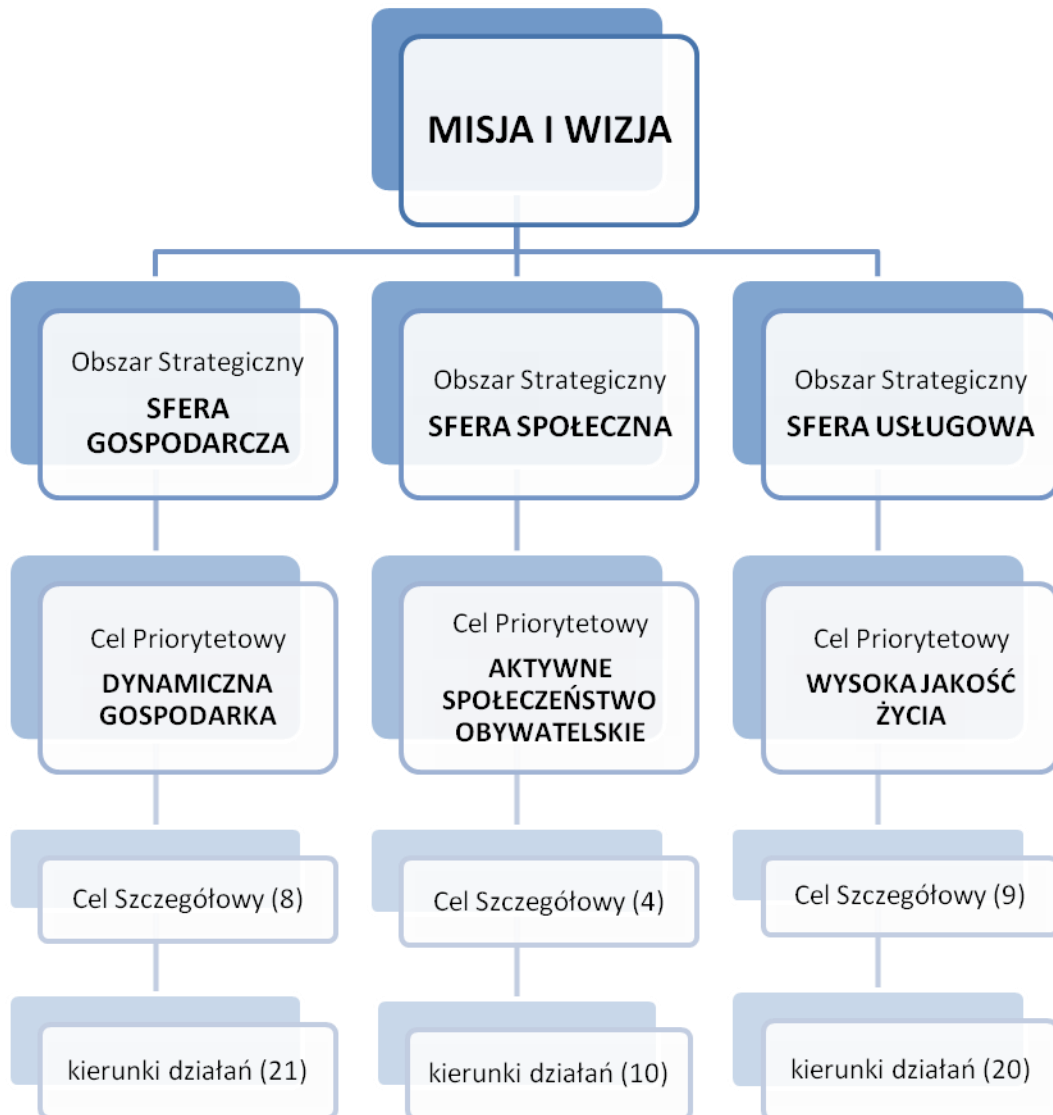 MISJA I WIZJA
Obszar Strategiczny
SFERA
GOSPODARCZA
Obszar Strategiczny
SFERA SPOŁECZNA
Obszar Strategiczny
SFERA USŁUGOWA
Cel Priorytetowy
DYNAMICZNA
GOSPODARKA
Cel Priorytetowy
AKTYWNE
SPOŁECZEŃSTWO
OBYWATELSKIE
Cel Priorytetowy
WYSOKA JAKOŚĆ
ŻYCIA
Cel Szczegółowy (8)
Cel Szczegółowy (4)
Cel Szczegółowy (9)
kierunki działań (21)
kierunki działań (10)
kierunki działań (20)